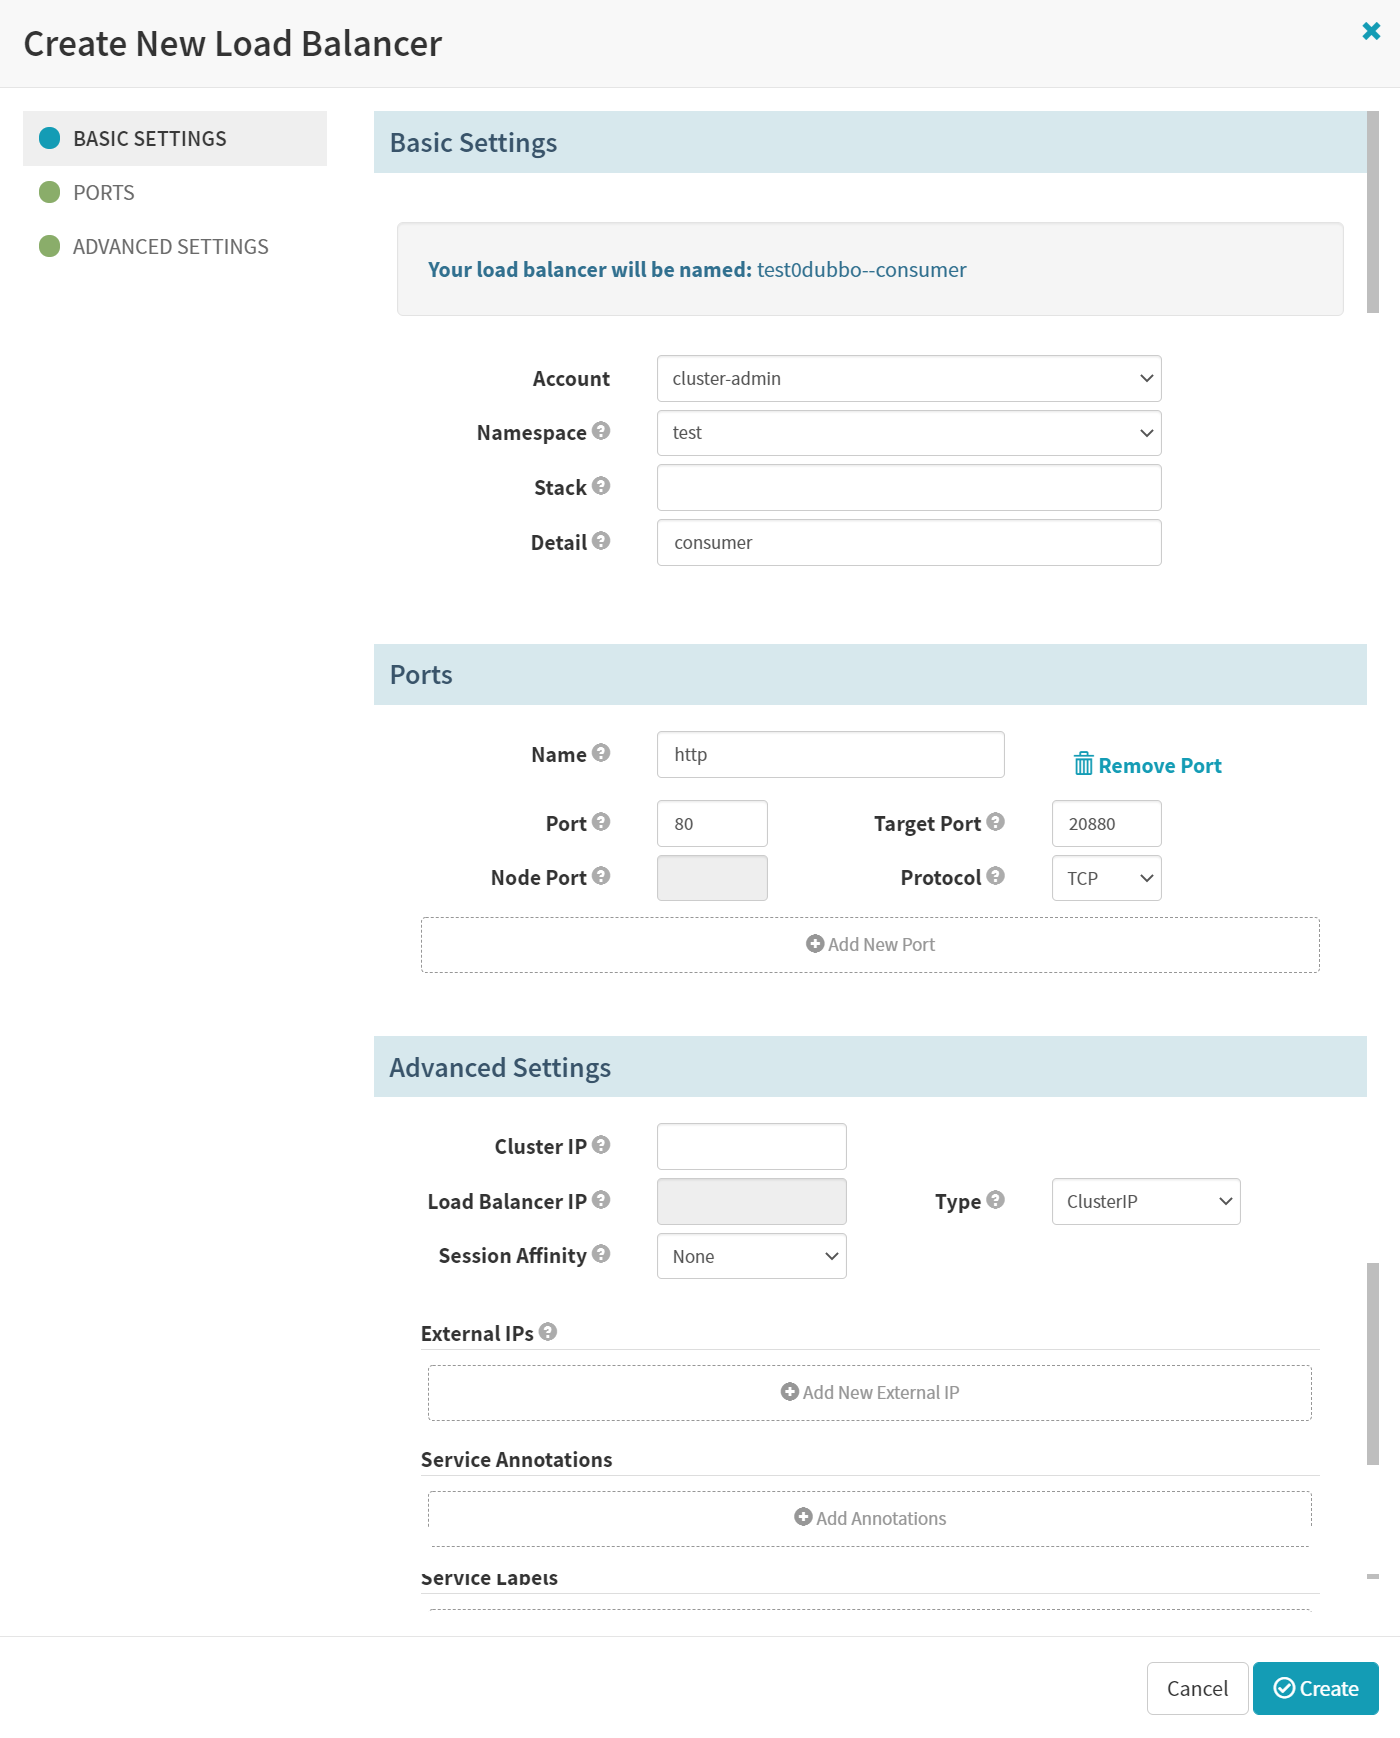 Create New Load Balancer
BASIC SETTINGS
PORTS
ADVANCED SETTINGS
Basic Settings
Your load balancer will be named: test0dubbo--consumer
Account cluster-admin
Namespace test
Stack
Detail consumer
Ports
Name http Remove Port
Port 80 Target Port 20880
Node Port Protocol TCP
Add New Port
Advanced Settings
Cluster IP
Load Balancer IP Type ClusterIP
Session Affinity None
External IPs
Add New External IP
Service Annotations
Add Annotations
Service Labels
Cancel Create